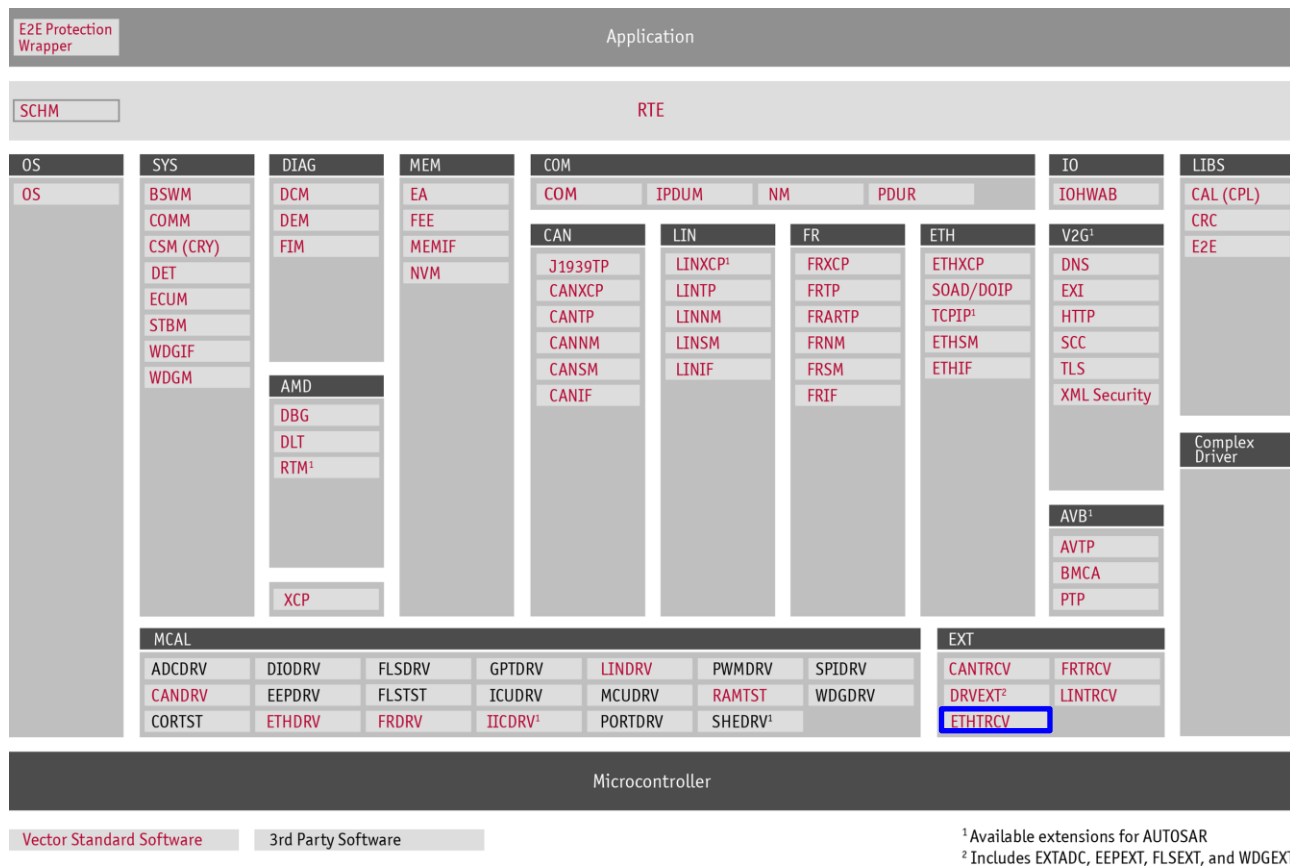 E2E Protection
Wrapper
Application
SCHM
RTE
OS
OS
SYS
BSWM
COMM
CSM (CRY)
DET
ECUM
STBM
WDGIF
WDGM
DIAG
DCM
DEM
FIM
AMD
DBG
DLT
RTM¹
XCP
MEM
EA
FEE
MEMIF
NVM
COM
COM IPDUM NM PDUR
CAN
J1939TP
CANXCP
CANTP
CANNM
CANSM
CANIF
LIN
LINXCP¹
LINTP
LINNM
LINSM
LINIF
FR
FRXCP
FRTP
FRARTP
FRNM
FRSM
FRIF
ETH
ETHXCP
SOAD/DOIP
TCPIP¹
ETHSM
ETHIF
IO
IOHWAB
V2G¹
DNS
EXI
HTTP
SCC
TLS
XML Security
AVB¹
AVTP
BMCA
PTP
LIBS
CAL (CPL)
CRC
E2E
Complex
Driver
MCAL
ADCDRV DIODRV FLSDRV GPTDRV LINDRV PWMDRV SPIDRV
CANDRV EEPDRV FLSTST ICUDRV MCUDRV RAMTST WDGDRV
CORTST ETHDRV FRDRV IICDRV¹ PORTDRV SHEDRV¹
EXT
CANTRCV FRTRCV
DRVEXT² LINTRCV
ETHTRCV
Microcontroller
Vector Standard Software 3rd Party Software
¹ Available extensions for AUTOSAR
² Includes EXTADC, EEPEXT, FLSEXT, and WDGEXT